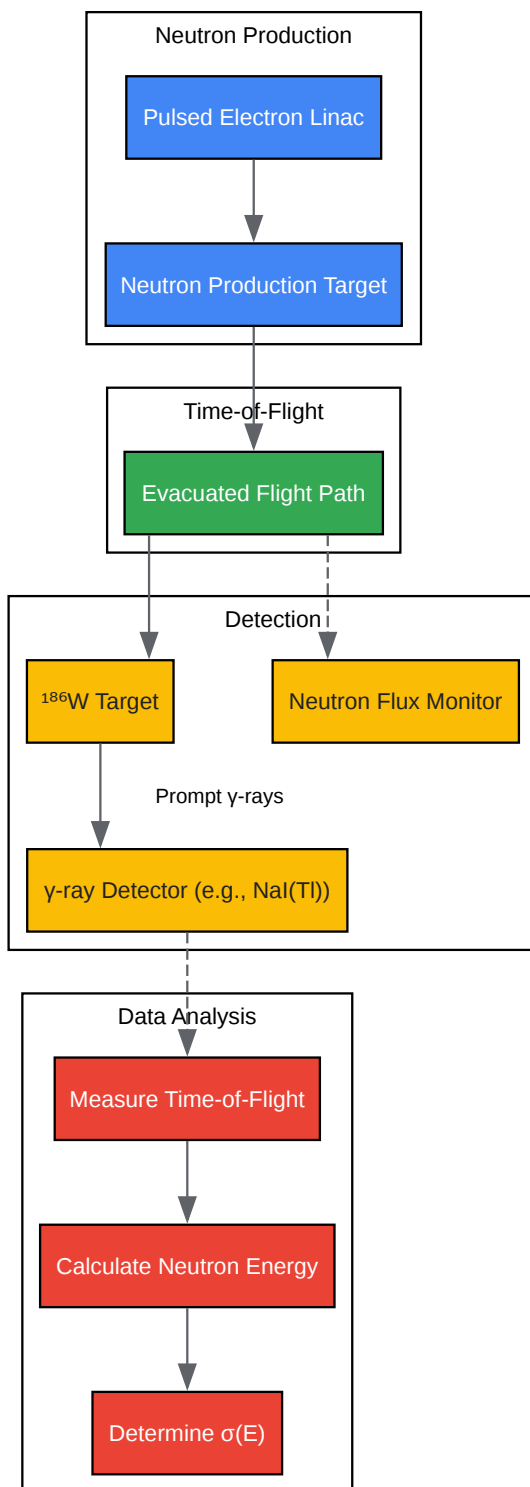 Neutron Production
Pulsed Electron Linac
Neutron Production Target
Time-of-Flight
Evacuated Flight Path
Detection
¹⁸⁶W Target
Neutron Flux Monitor
Prompt γ-rays
γ-ray Detector (e.g., NaI(Tl))
Data Analysis
Measure Time-of-Flight
Calculate Neutron Energy
Determine σ(E)